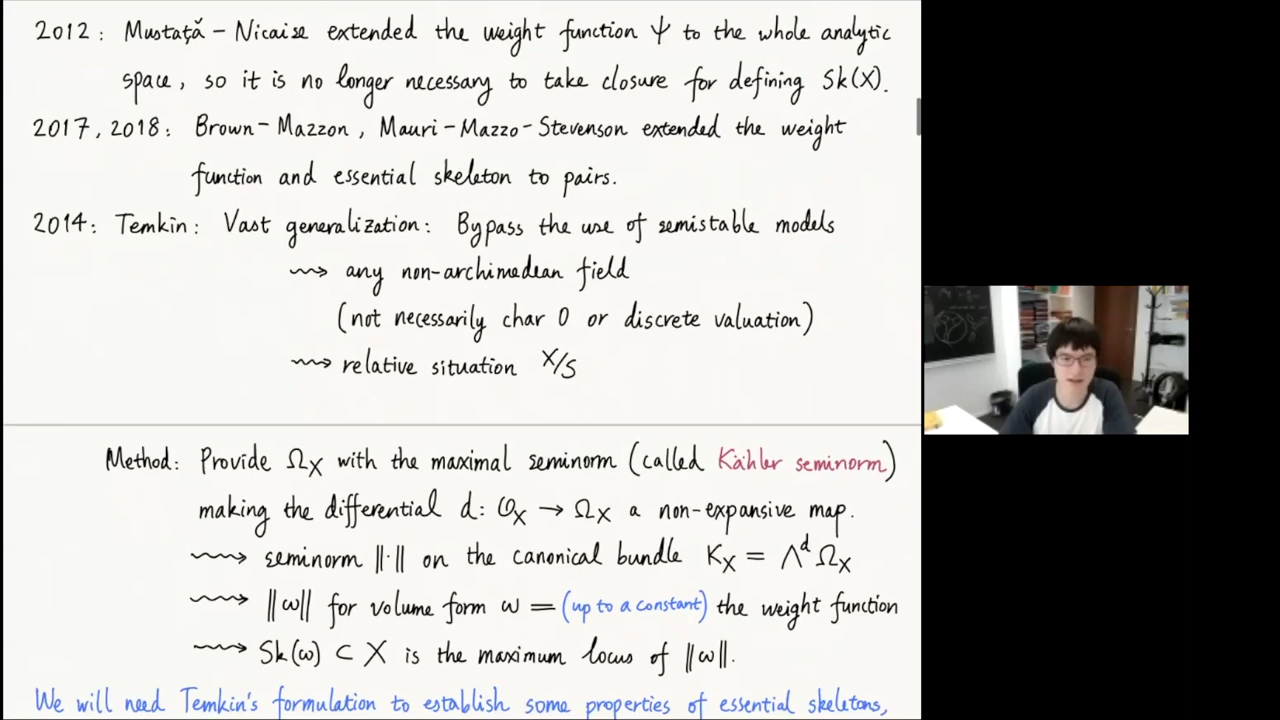 2012: Mustaţă - Nicaise extended the weight function ψ to the whole analytic
space, so it is no longer necessary to take closure for defining Sk(X).
2017, 2018: Brown-Mazzon, Mauri-Mazzo-Stevenson extended the weight
function and essential skeleton to pairs.
2014: Temkin: Vast generalization: Bypass the use of semistable models
⇝ any non-archimedean field
(not necessarily char 0 or discrete valuation)
⇝ relative situation X/S
Method: Provide Ω_X with the maximal seminorm (called Kähler seminorm)
making the differential d: O_X → Ω_X a non-expansive map.
⇝ seminorm ‖·‖ on the canonical bundle K_X = Λ^d Ω_X
⇝ ‖ω‖ for volume form ω = (up to a constant) the weight function
⇝ Sk(ω) ⊂ X is the maximum locus of ‖ω‖.
We will need Temkin's formulation to establish some properties of essential skeletons,